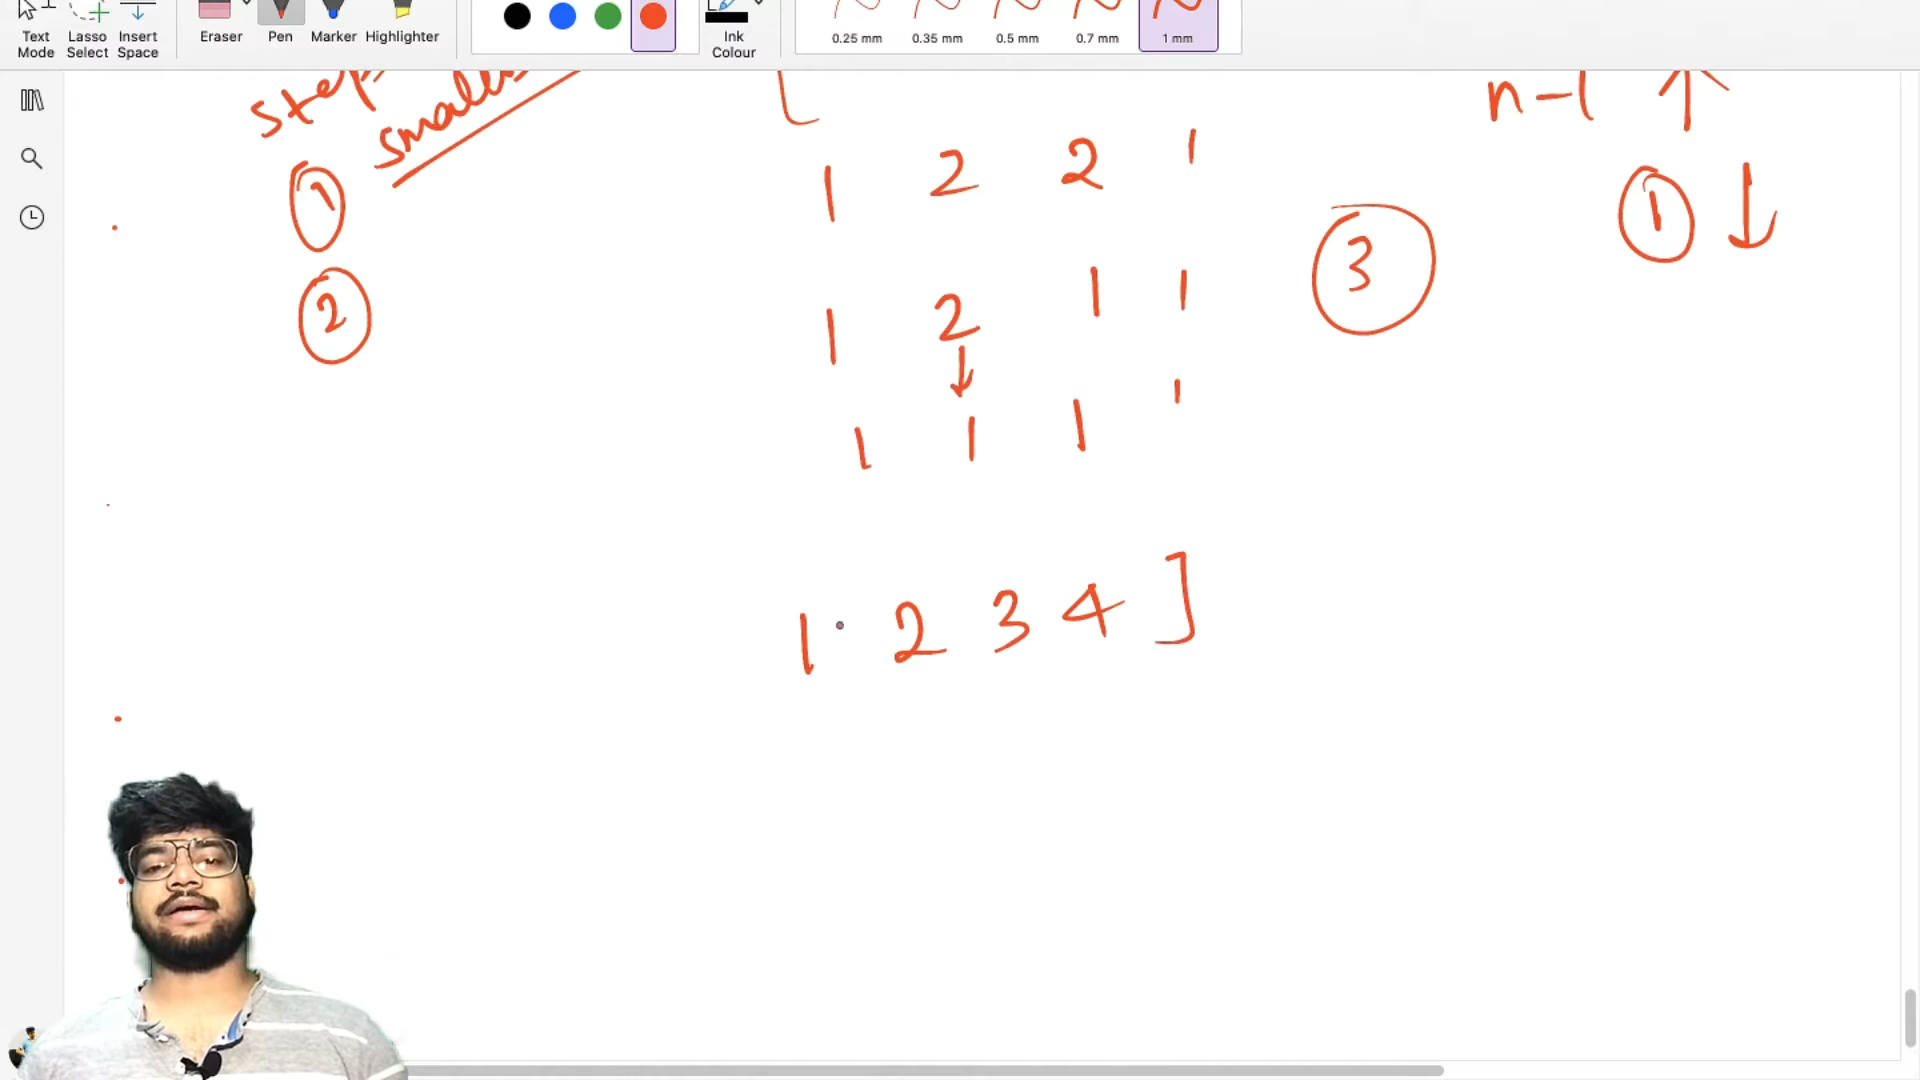 Text Mode
Lasso Select
Insert Space
Eraser
Pen
Marker
Highlighter
Ink Colour
0.25 mm
0.35 mm
0.5 mm
0.7 mm
1 mm
step
n-1 ↑
1 2 2 1
1
1 ↓
2
1 2 1 1
3
↓
1 1 1 1
1 2 3 4 ]